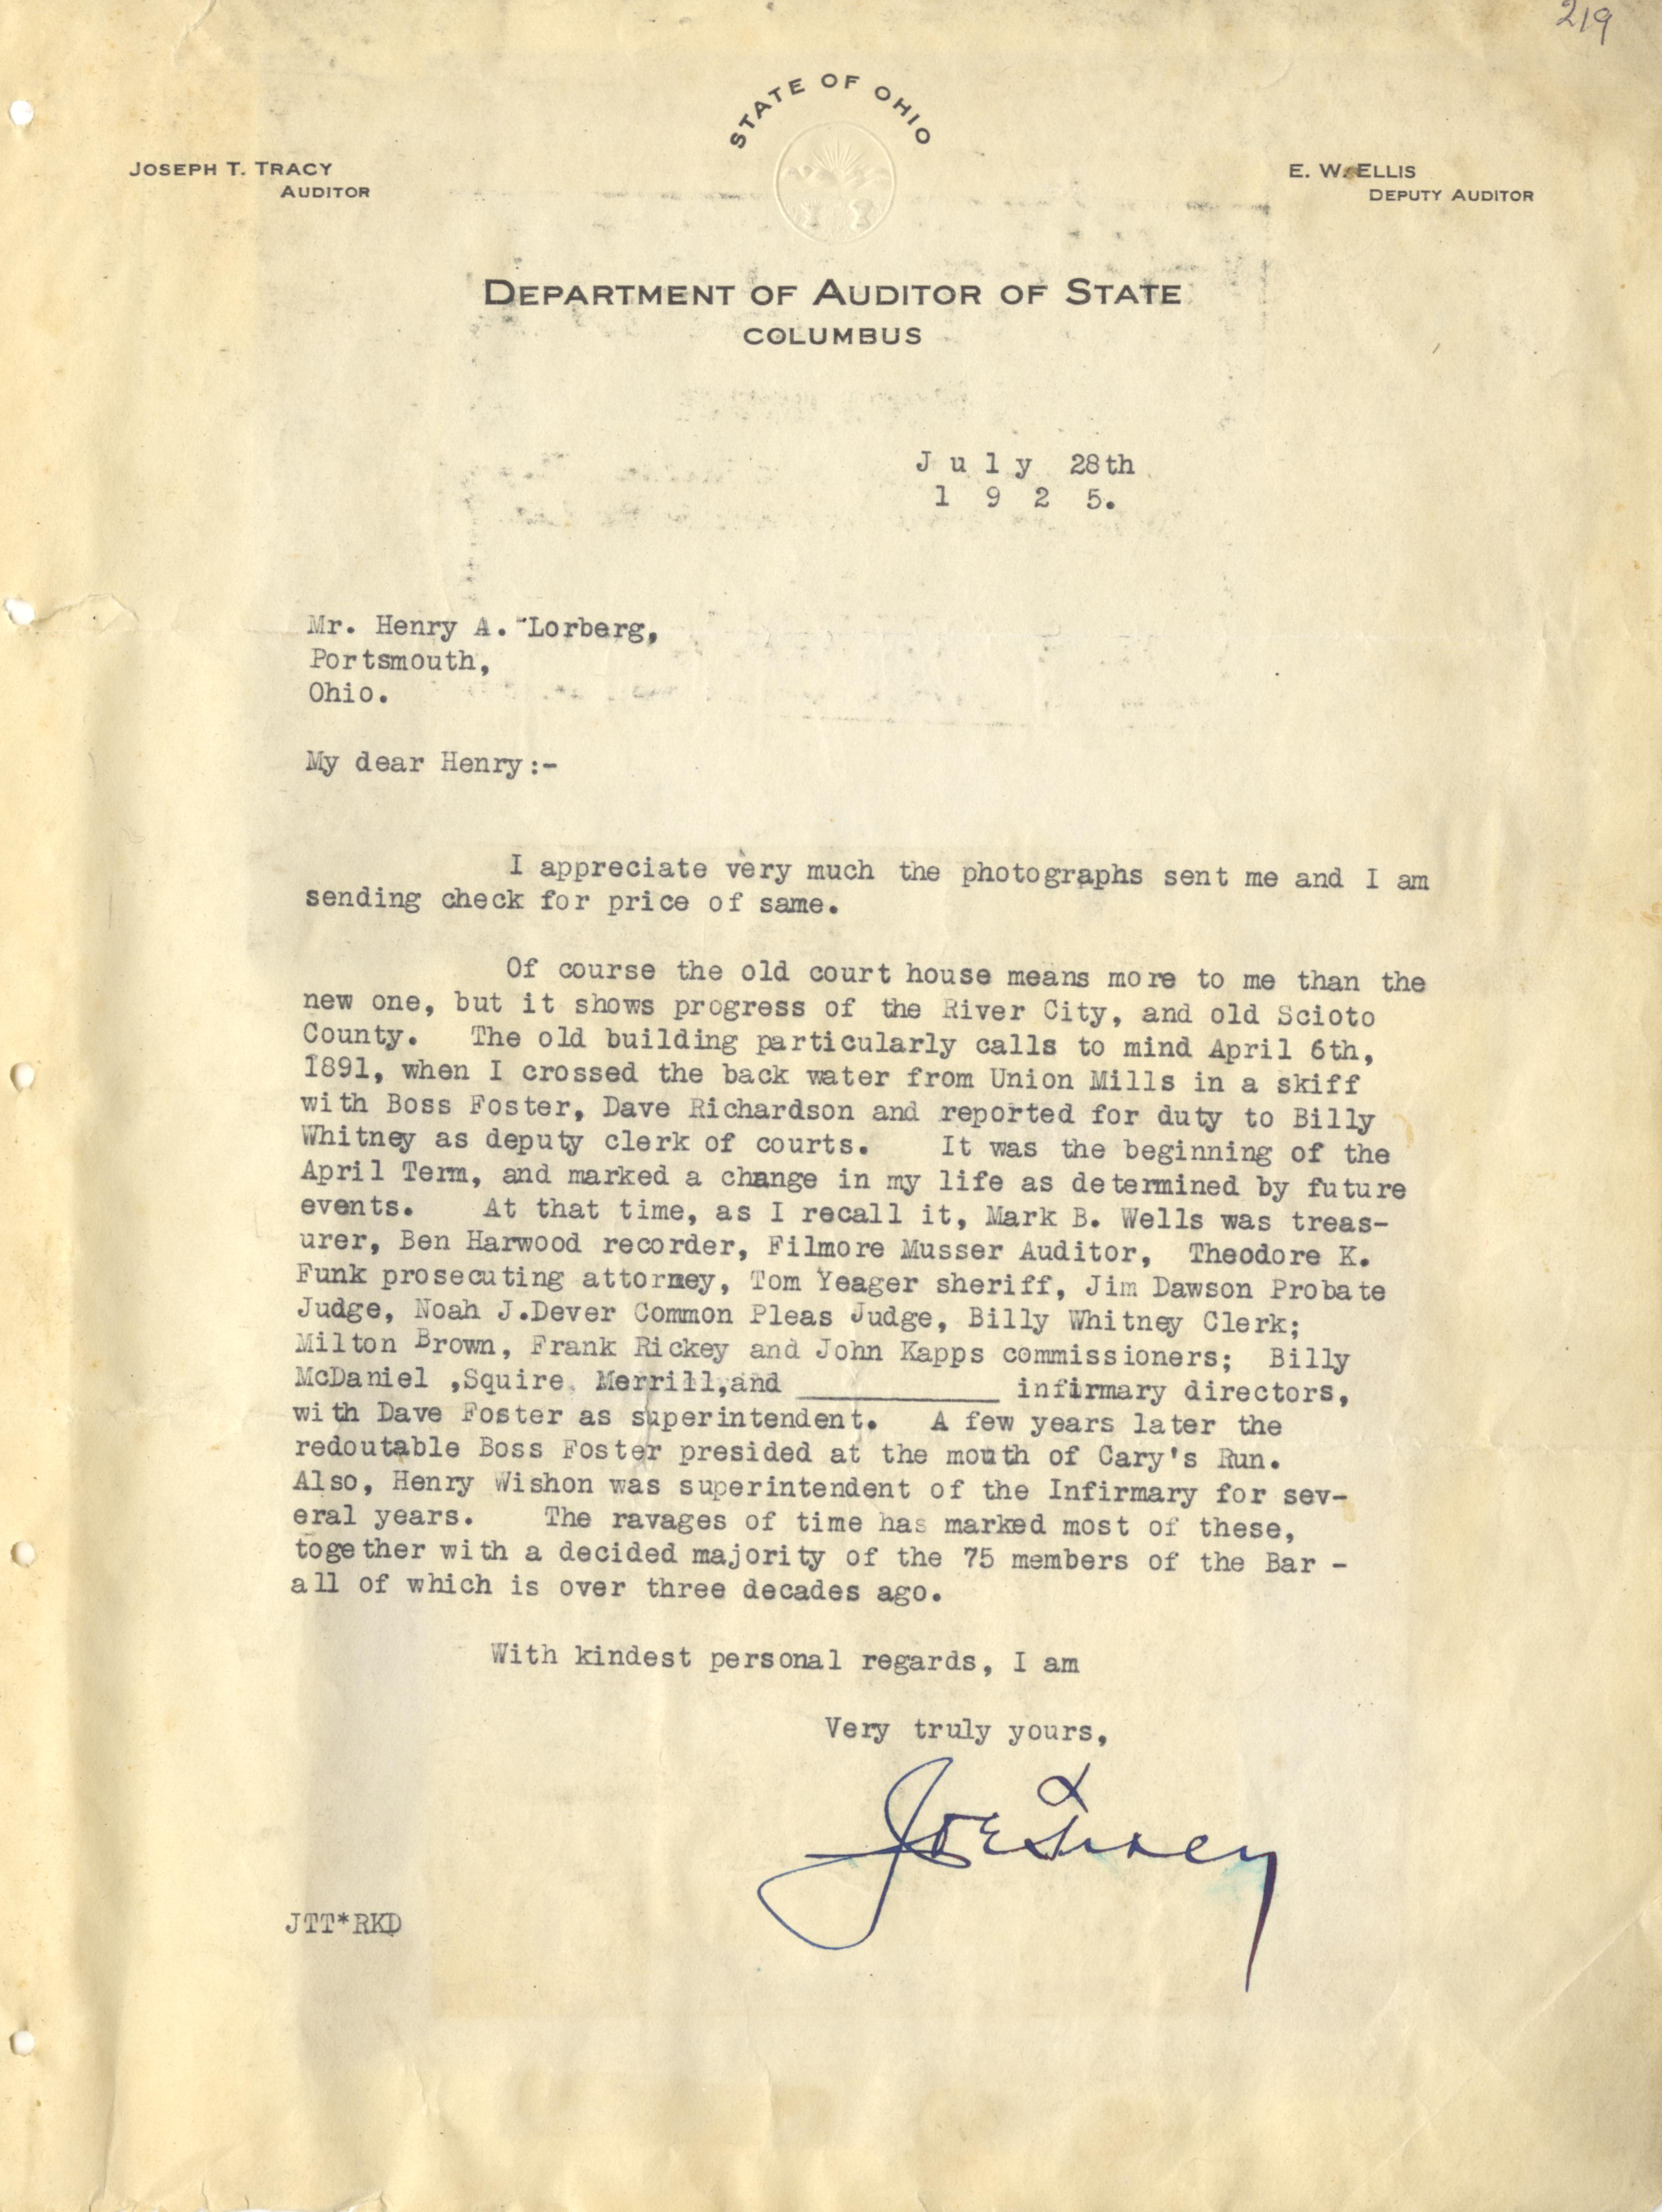 219
STATE OF OHIO
JOSEPH T. TRACY
AUDITOR
E. W. ELLIS
DEPUTY AUDITOR
DEPARTMENT OF AUDITOR OF STATE
COLUMBUS
July 28th
1925.
Mr. Henry A. Lorberg,
Portsmouth,
Ohio.
My dear Henry:-
I appreciate very much the photographs sent me and I am
sending check for price of same.
Of course the old court house means more to me than the
new one, but it shows progress of the River City, and old Scioto
County. The old building particularly calls to mind April 6th,
1891, when I crossed the back water from Union Mills in a skiff
with Boss Foster, Dave Richardson and reported for duty to Billy
Whitney as deputy clerk of courts. It was the beginning of the
April Term, and marked a change in my life as determined by future
events. At that time, as I recall it, Mark B. Wells was treas-
urer, Ben Harwood recorder, Filmore Musser Auditor, Theodore K.
Funk prosecuting attorney, Tom Yeager sheriff, Jim Dawson Probate
Judge, Noah J.Dever Common Pleas Judge, Billy Whitney Clerk;
Milton Brown, Frank Rickey and John Kapps commissioners; Billy
McDaniel ,Squire Merrill,and ____________ infirmary directors,
with Dave Foster as superintendent. A few years later the
redoutable Boss Foster presided at the mouth of Cary's Run.
Also, Henry Wishon was superintendent of the Infirmary for sev-
eral years. The ravages of time has marked most of these,
together with a decided majority of the 75 members of the Bar -
all of which is over three decades ago.
With kindest personal regards, I am
Very truly yours,
Joe T Tracy
JTT*RKD